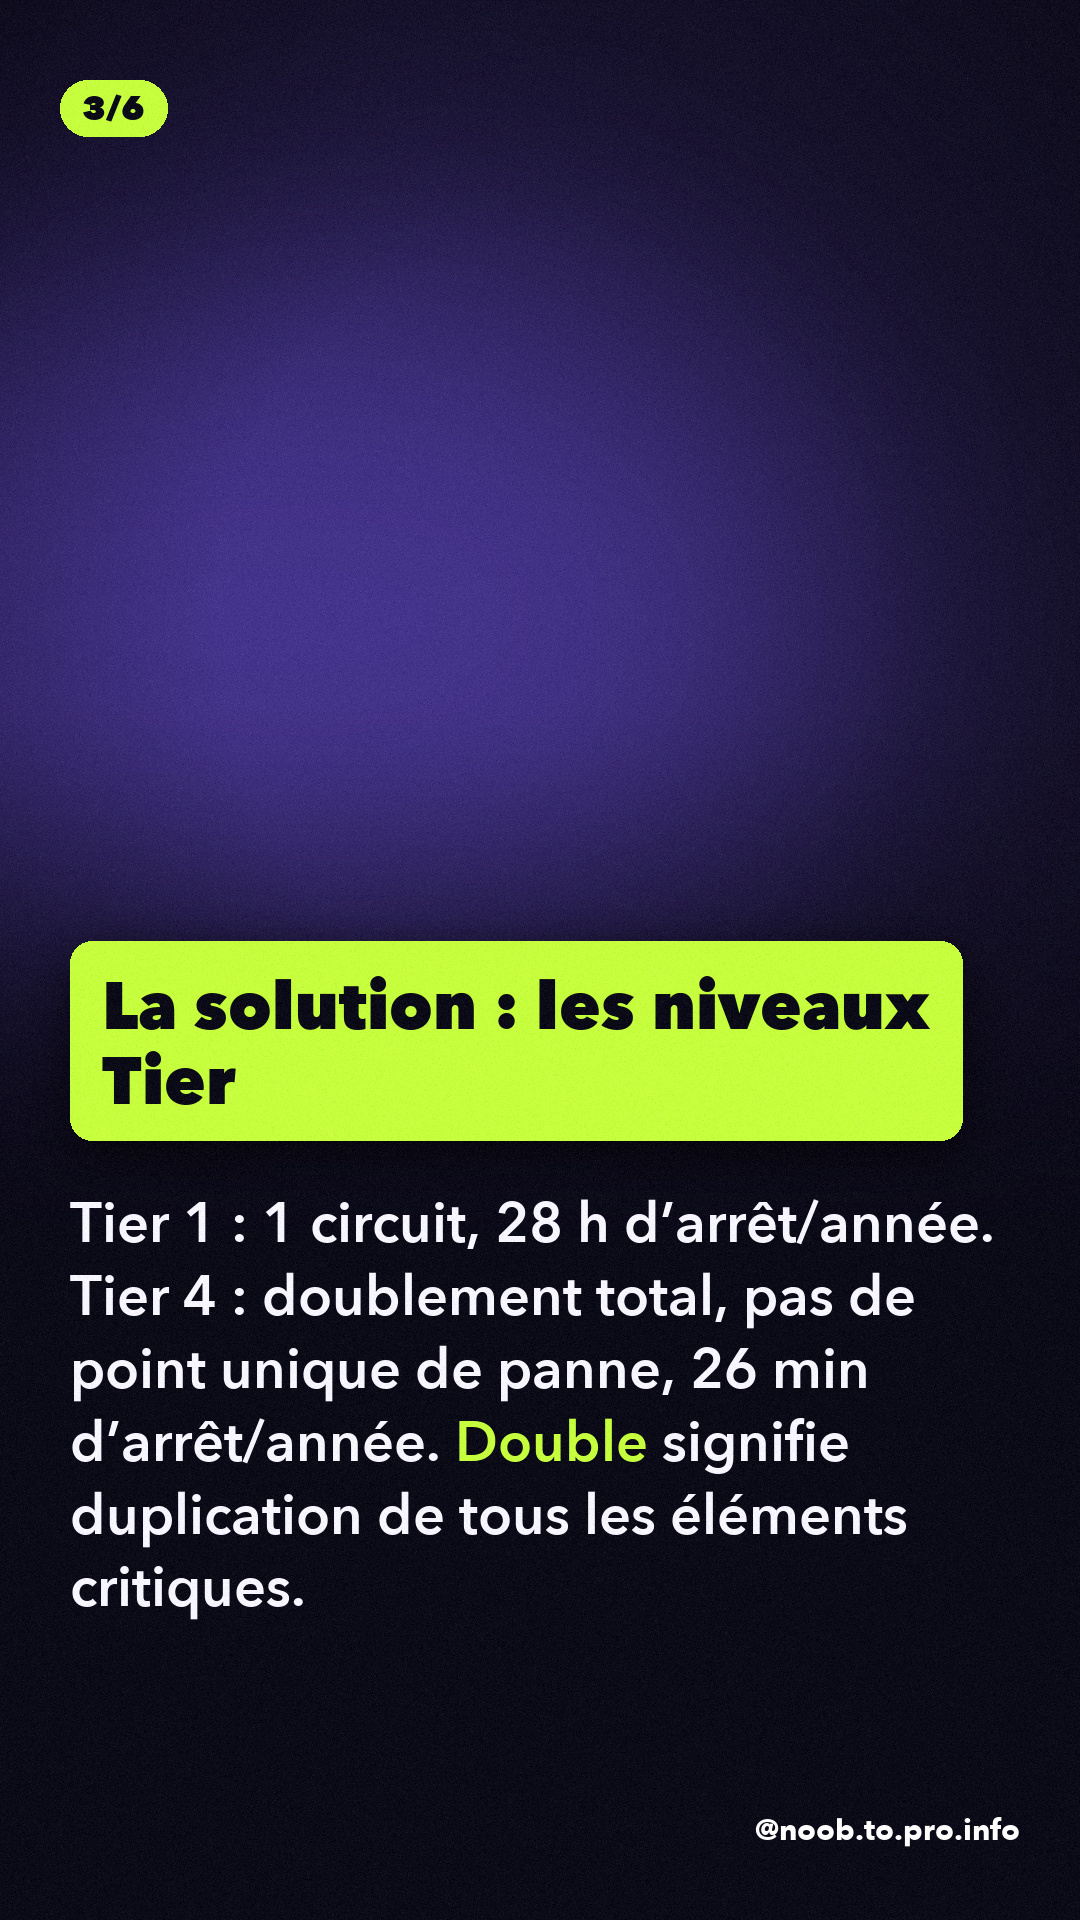 3/6
La solution : les niveaux
Tier
Tier 1 : 1 circuit, 28 h d’arrêt/année.
Tier 4 : doublement total, pas de
point unique de panne, 26 min
d’arrêt/année. Double signifie
duplication de tous les éléments
critiques.
@noob.to.pro.info